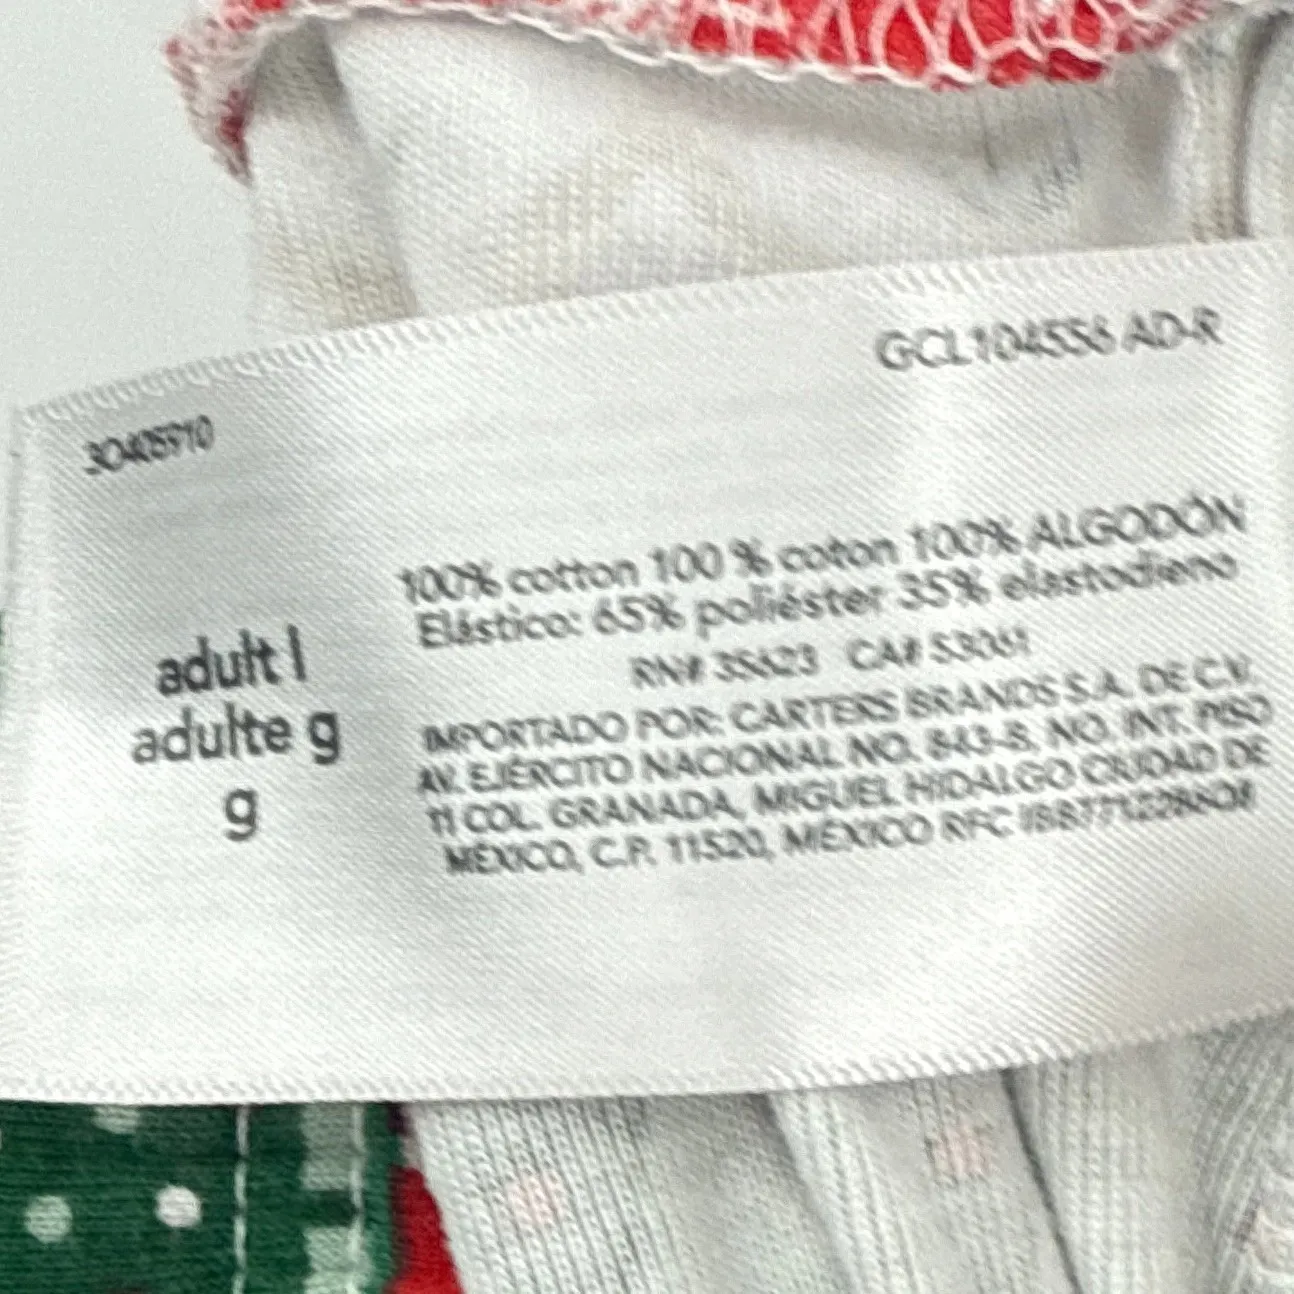 GCL104556 AD-R
30405910
100% cotton 100 % coton 100% ALGODÓN
Elástico: 65% poliéster 35% elastodieno
RN# 35623 CA# 53061
adult l
adulte g
g
IMPORTADO POR: CARTERS BRANDS S.A. DE C.V.
AV. EJÉRCITO NACIONAL NO. 843-B, NO. INT. PISO
11 COL. GRANADA, MIGUEL HIDALGO CIUDAD DE
MÉXICO, C.P. 11520, MÉXICO RFC